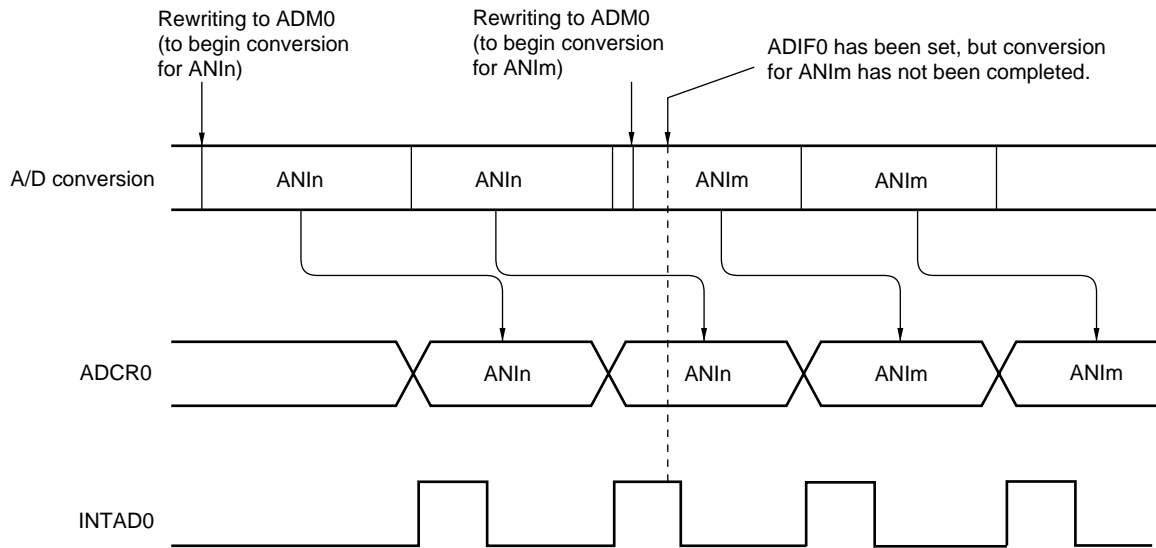 Rewriting to ADM0
(to begin conversion
for ANIn)
Rewriting to ADM0
(to begin conversion
for ANIm)
ADIF0 has been set, but conversion
for ANIm has not been completed.
A/D conversion
ANIn
ANIn
ANIm
ANIm
ADCR0
ANIn
ANIn
ANIm
ANIm
INTAD0